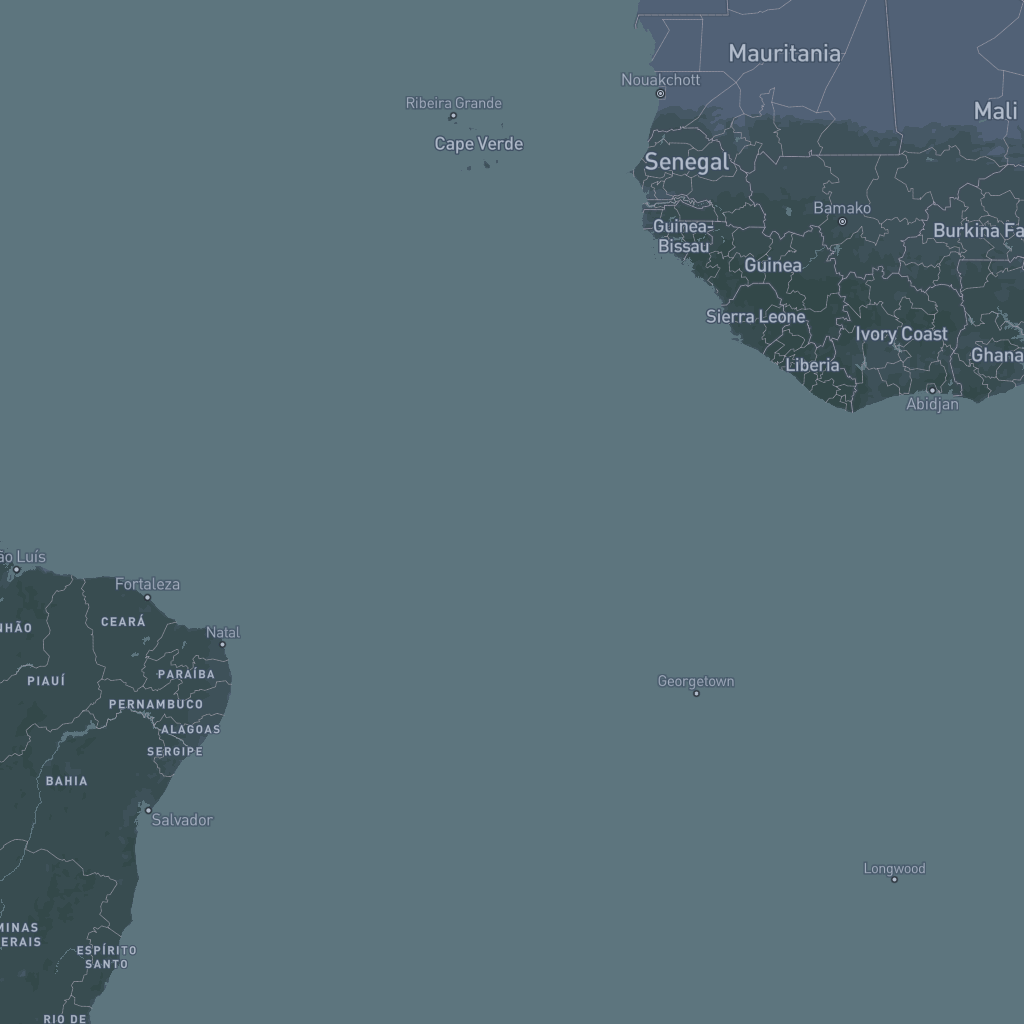 Mauritania
Nouakchott
Ribeira Grande
Mali
Cape Verde
Senegal
Bamako
Guinea-
Bissau
Burkina Fa
Guinea
Sierra Leone
Ivory Coast
Ghana
Liberia
Abidjan
ão Luís
Fortaleza
CEARÁ
NHÃO
Natal
PARAÍBA
PIAUÍ
Georgetown
PERNAMBUCO
ALAGOAS
SERGIPE
BAHIA
Salvador
Longwood
MINAS
ERAIS
ESPÍRITO
SANTO
RIO DE